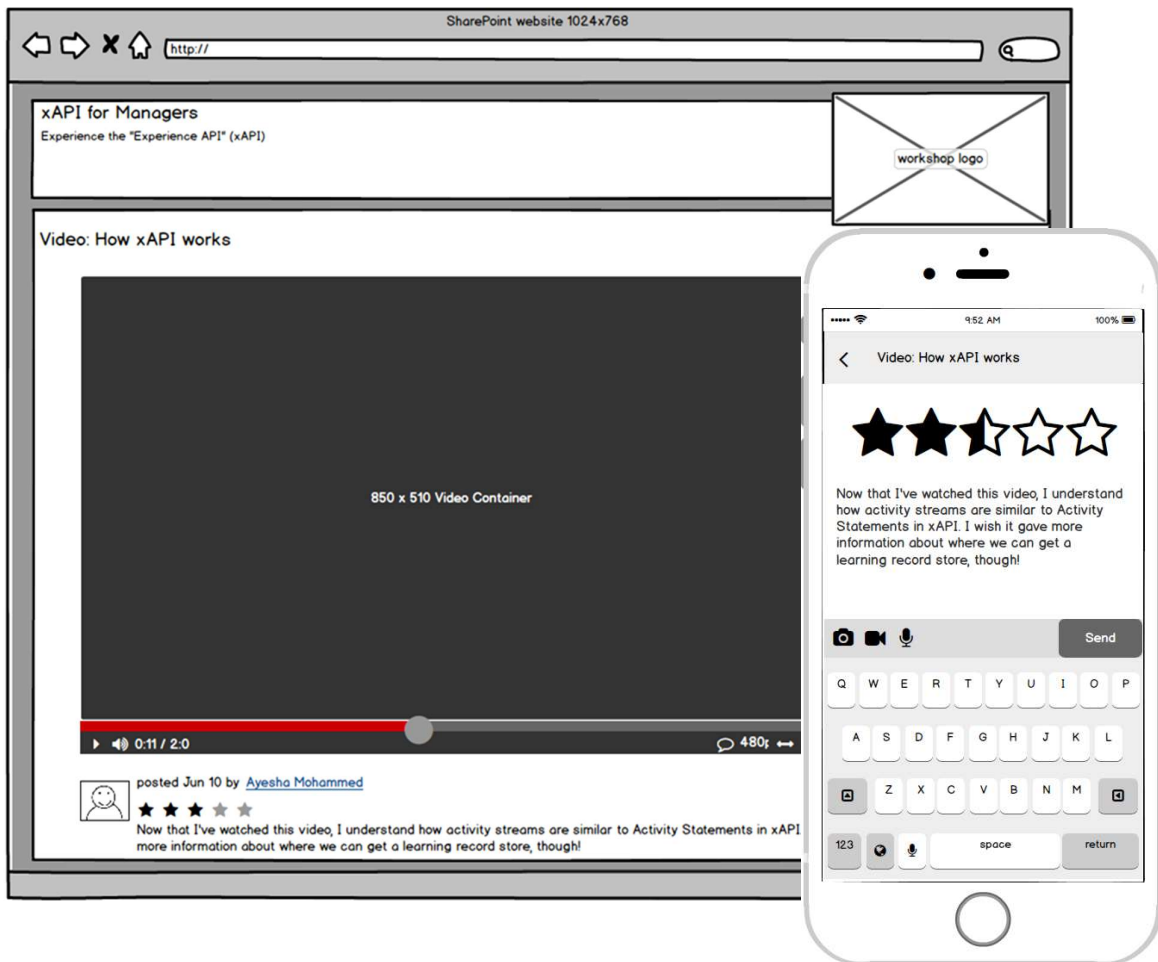 SharePoint website 1024x768
http://
xAPI for Managers
Experience the "Experience API" (xAPI)
workshop logo
Video: How xAPI works
850 x 510 Video Container
0:11 / 2:0
480p
posted Jun 10 by Ayesha Mohammed
Now that I've watched this video, I understand how activity streams are similar to Activity Statements in xAPI
more information about where we can get a learning record store, though!
9:52 AM
100%
Video: How xAPI works
Now that I've watched this video, I understand
how activity streams are similar to Activity
Statements in xAPI. I wish it gave more
information about where we can get a
learning record store, though!
Send
Q W E R T Y U I O P
A S D F G H J K L
Z X C V B N M
123 space return